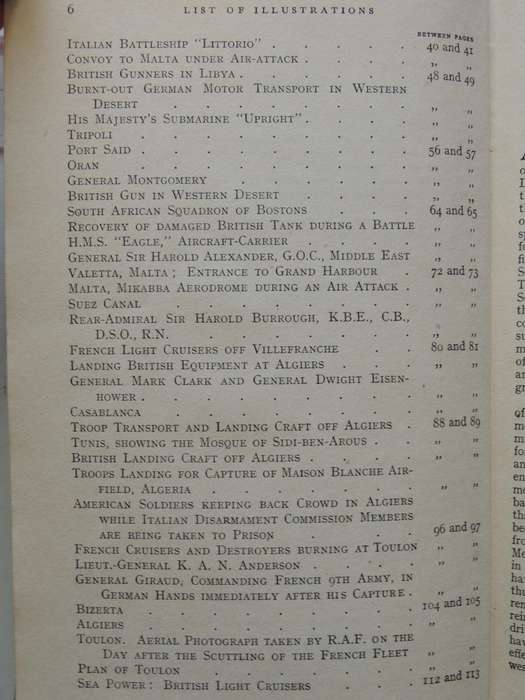 6 LIST OF ILLUSTRATIONS
BETWEEN PAGES
ITALIAN BATTLESHIP "LITTORIO" . . . . . 40 and 41
CONVOY TO MALTA UNDER AIR-ATTACK . . . . „ „
BRITISH GUNNERS IN LIBYA . . . . . . 48 and 49
BURNT-OUT GERMAN MOTOR TRANSPORT IN WESTERN
DESERT . . . . . . . „ „
HIS MAJESTY'S SUBMARINE "UPRIGHT" . . . . „ „
TRIPOLI . . . . . . . . „ „
PORT SAID . . . . . . . . 56 and 57
ORAN . . . . . . . . „ „
GENERAL MONTGOMERY . . . . . „ „
BRITISH GUN IN WESTERN DESERT . . . . „ „
SOUTH AFRICAN SQUADRON OF BOSTONS . . . 64 and 65
RECOVERY OF DAMAGED BRITISH TANK DURING A BATTLE „ „
H.M.S. "EAGLE," AIRCRAFT-CARRIER . . . . „ „
GENERAL SIR HAROLD ALEXANDER, G.O.C., MIDDLE EAST „ „
VALETTA, MALTA; ENTRANCE TO GRAND HARBOUR . 72 and 73
MALTA, MIKABBA AERODROME DURING AN AIR ATTACK . „ „
SUEZ CANAL . . . . . . . „ „
REAR-ADMIRAL SIR HAROLD BURROUGH, K.B.E., C.B.,
D.S.O., R.N. . . . . . . . „ „
FRENCH LIGHT CRUISERS OFF VILLEFRANCHE . . 80 and 81
LANDING BRITISH EQUIPMENT AT ALGIERS . . . „ „
GENERAL MARK CLARK AND GENERAL DWIGHT EISEN-
HOWER . . . . . . . . „ „
CASABLANCA . . . . . . . „ „
TROOP TRANSPORT AND LANDING CRAFT OFF ALGIERS . 88 and 89
TUNIS, SHOWING THE MOSQUE OF SIDI-BEN-AROUS . . „ „
BRITISH LANDING CRAFT OFF ALGIERS . . . . „ „
TROOPS LANDING FOR CAPTURE OF MAISON BLANCHE AIR-
FIELD, ALGERIA . . . . . . „ „
AMERICAN SOLDIERS KEEPING BACK CROWD IN ALGIERS
WHILE ITALIAN DISARMAMENT COMMISSION MEMBERS
ARE BEING TAKEN TO PRISON . . . . 96 and 97
FRENCH CRUISERS AND DESTROYERS BURNING AT TOULON „ „
LIEUT.-GENERAL K. A. N. ANDERSON . . . . „ „
GENERAL GIRAUD, COMMANDING FRENCH 9TH ARMY, IN
GERMAN HANDS IMMEDIATELY AFTER HIS CAPTURE . „ „
BIZERTA . . . . . . . . 104 and 105
ALGIERS . . . . . . . . „ „
TOULON. AERIAL PHOTOGRAPH TAKEN BY R.A.F. ON THE
DAY AFTER THE SCUTTLING OF THE FRENCH FLEET „ „
PLAN OF TOULON . . . . . . „ „
SEA POWER: BRITISH LIGHT CRUISERS . . . 112 and 113